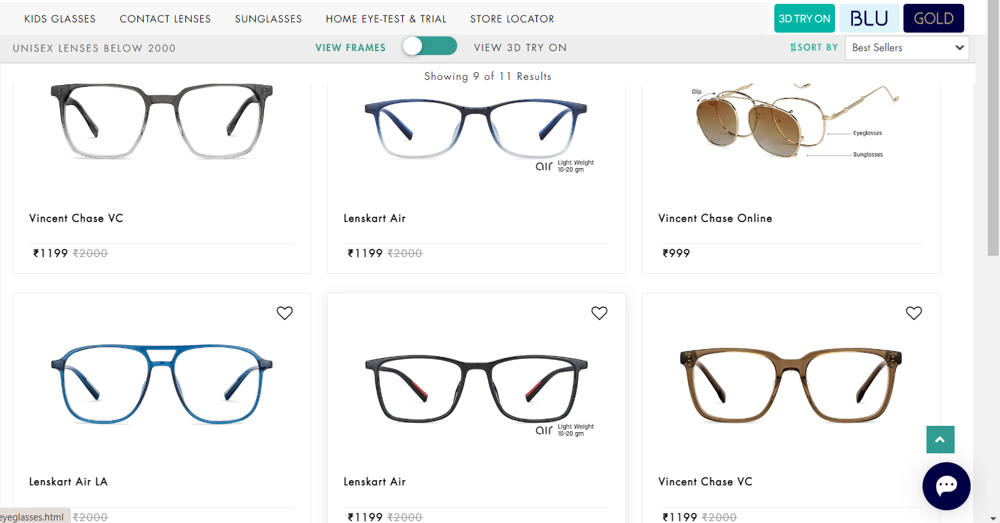 KIDS GLASSES CONTACT LENSES SUNGLASSES HOME EYE-TEST & TRIAL STORE LOCATOR 3D TRY ON BLU GOLD
UNISEX LENSES BELOW 2000 VIEW FRAMES VIEW 3D TRY ON SORT BY Best Sellers
Showing 9 of 11 Results
Clip
Eyeglasses
Sunglasses
air Light Weight
10-20 gm
Vincent Chase VC Lenskart Air Vincent Chase Online
₹1199 ₹2000 ₹1199 ₹2000 ₹999
air Light Weight
10-20 gm
Lenskart Air LA Lenskart Air Vincent Chase VC
eyeglasses.html ₹2000 ₹1199 ₹2000 ₹1199 ₹2000